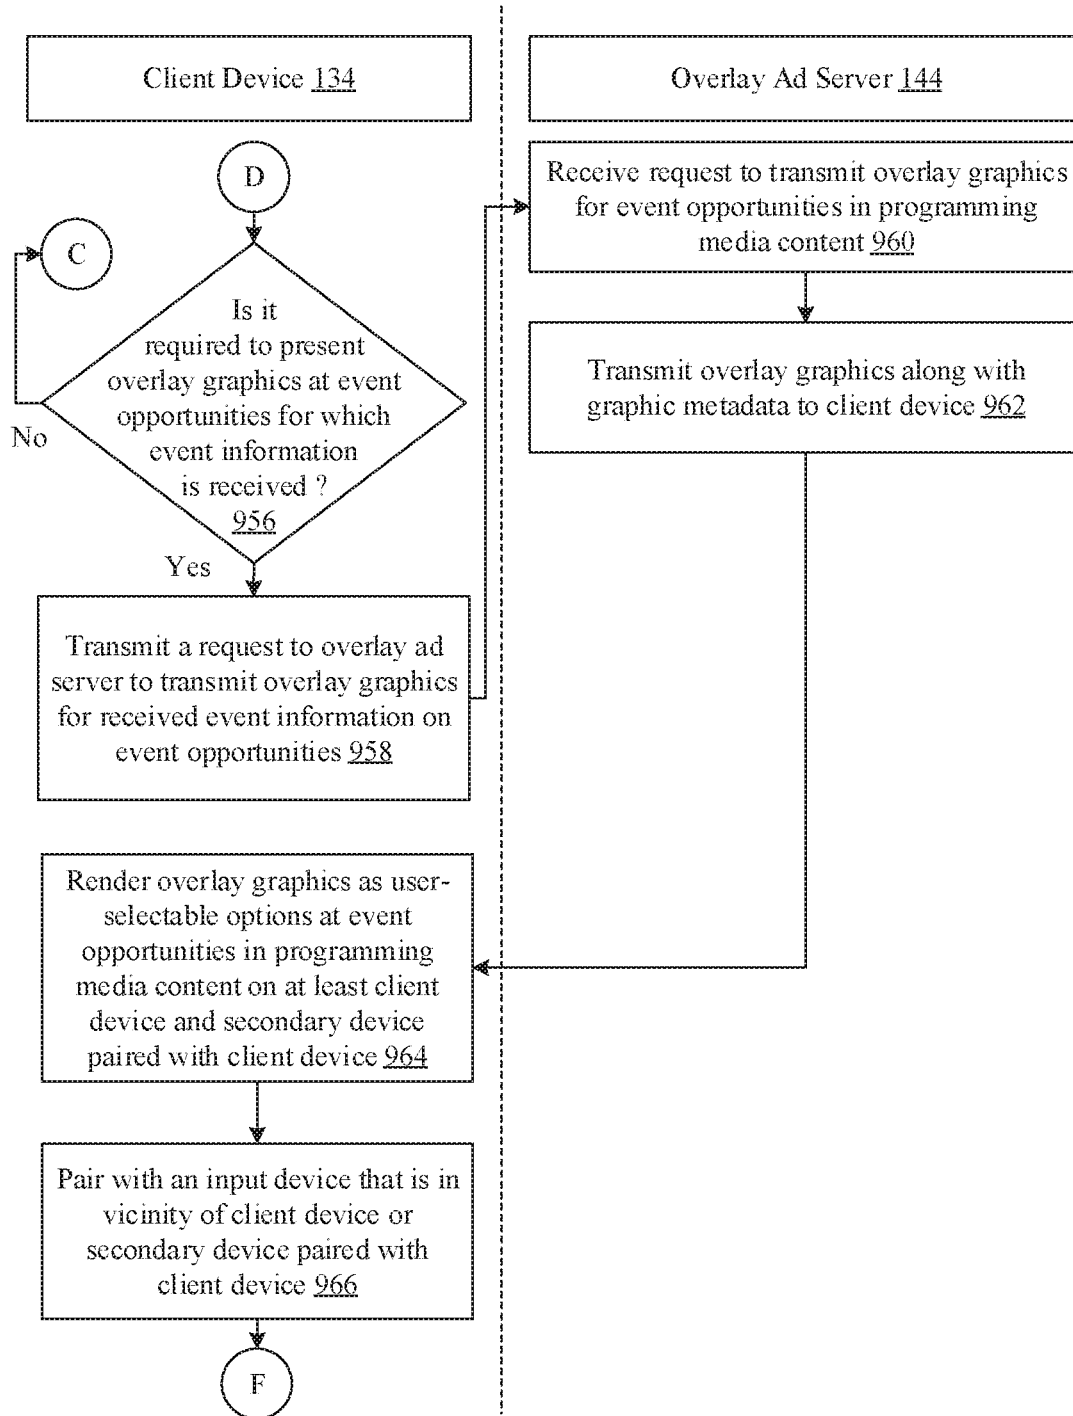 Client Device 134
Overlay Ad Server 144
D
C
Is it
required to present
overlay graphics at event
opportunities for which
event information
is received ?
956
No
Yes
Transmit a request to overlay ad
server to transmit overlay graphics
for received event information on
event opportunities 958
Receive request to transmit overlay graphics
for event opportunities in programming
media content 960
Transmit overlay graphics along with
graphic metadata to client device 962
Render overlay graphics as user-
selectable options at event
opportunities in programming
media content on at least client
device and secondary device
paired with client device 964
Pair with an input device that is in
vicinity of client device or
secondary device paired with
client device 966
F